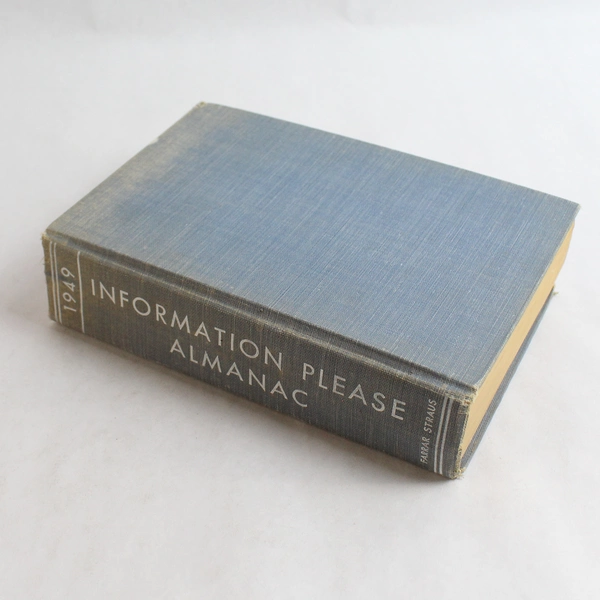 1949
INFORMATION PLEASE
ALMANAC
FARRAR STRAUS